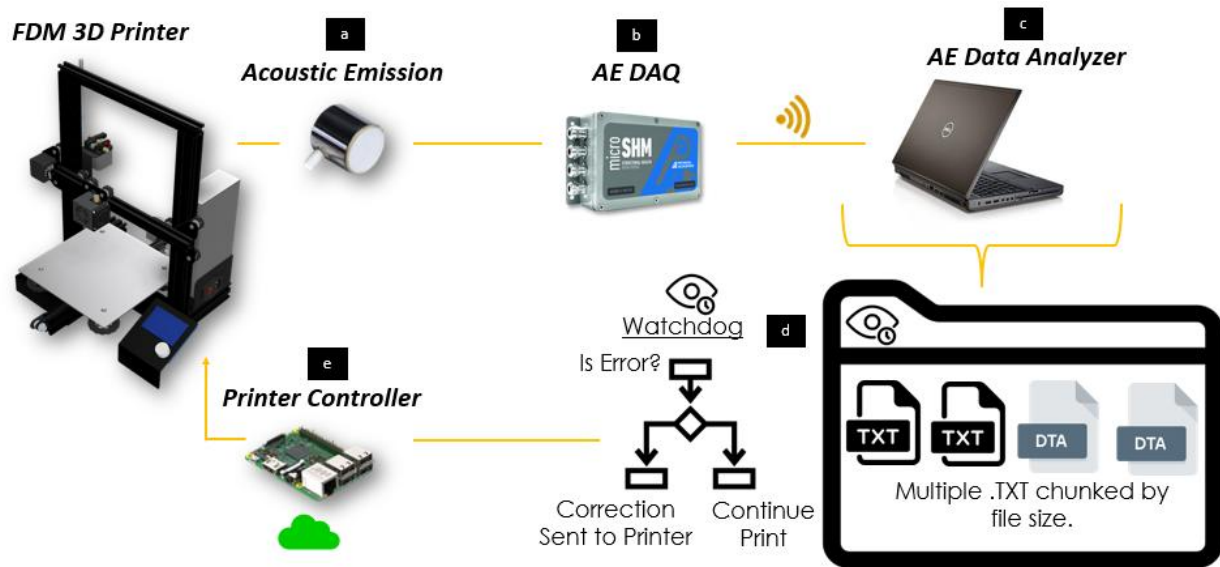 FDM 3D Printer
a
Acoustic Emission
b
AE DAQ
c
AE Data Analyzer
micro
SHM
DELL
Watchdog
d
Is Error?
Correction
Sent to Printer
Continue
Print
e
Printer Controller
TXT
TXT
DTA
DTA
Multiple .TXT chunked by
file size.